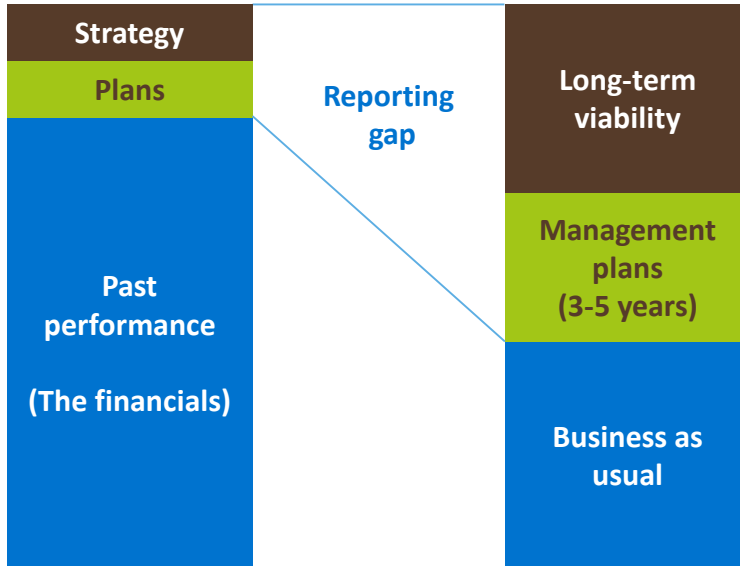 Strategy
Plans
Past
performance
(The financials)
Reporting
gap
Long-term
viability
Management
plans
(3-5 years)
Business as
usual